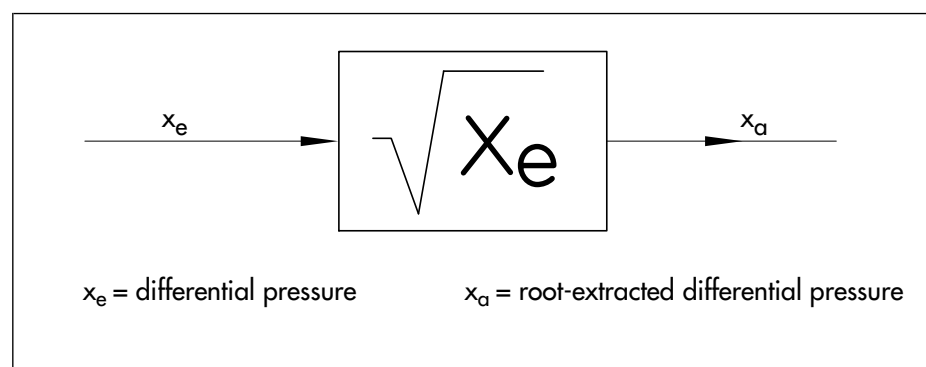 xₑ
√Xₑ
xₐ
xₑ = differential pressure
xₐ = root-extracted differential pressure